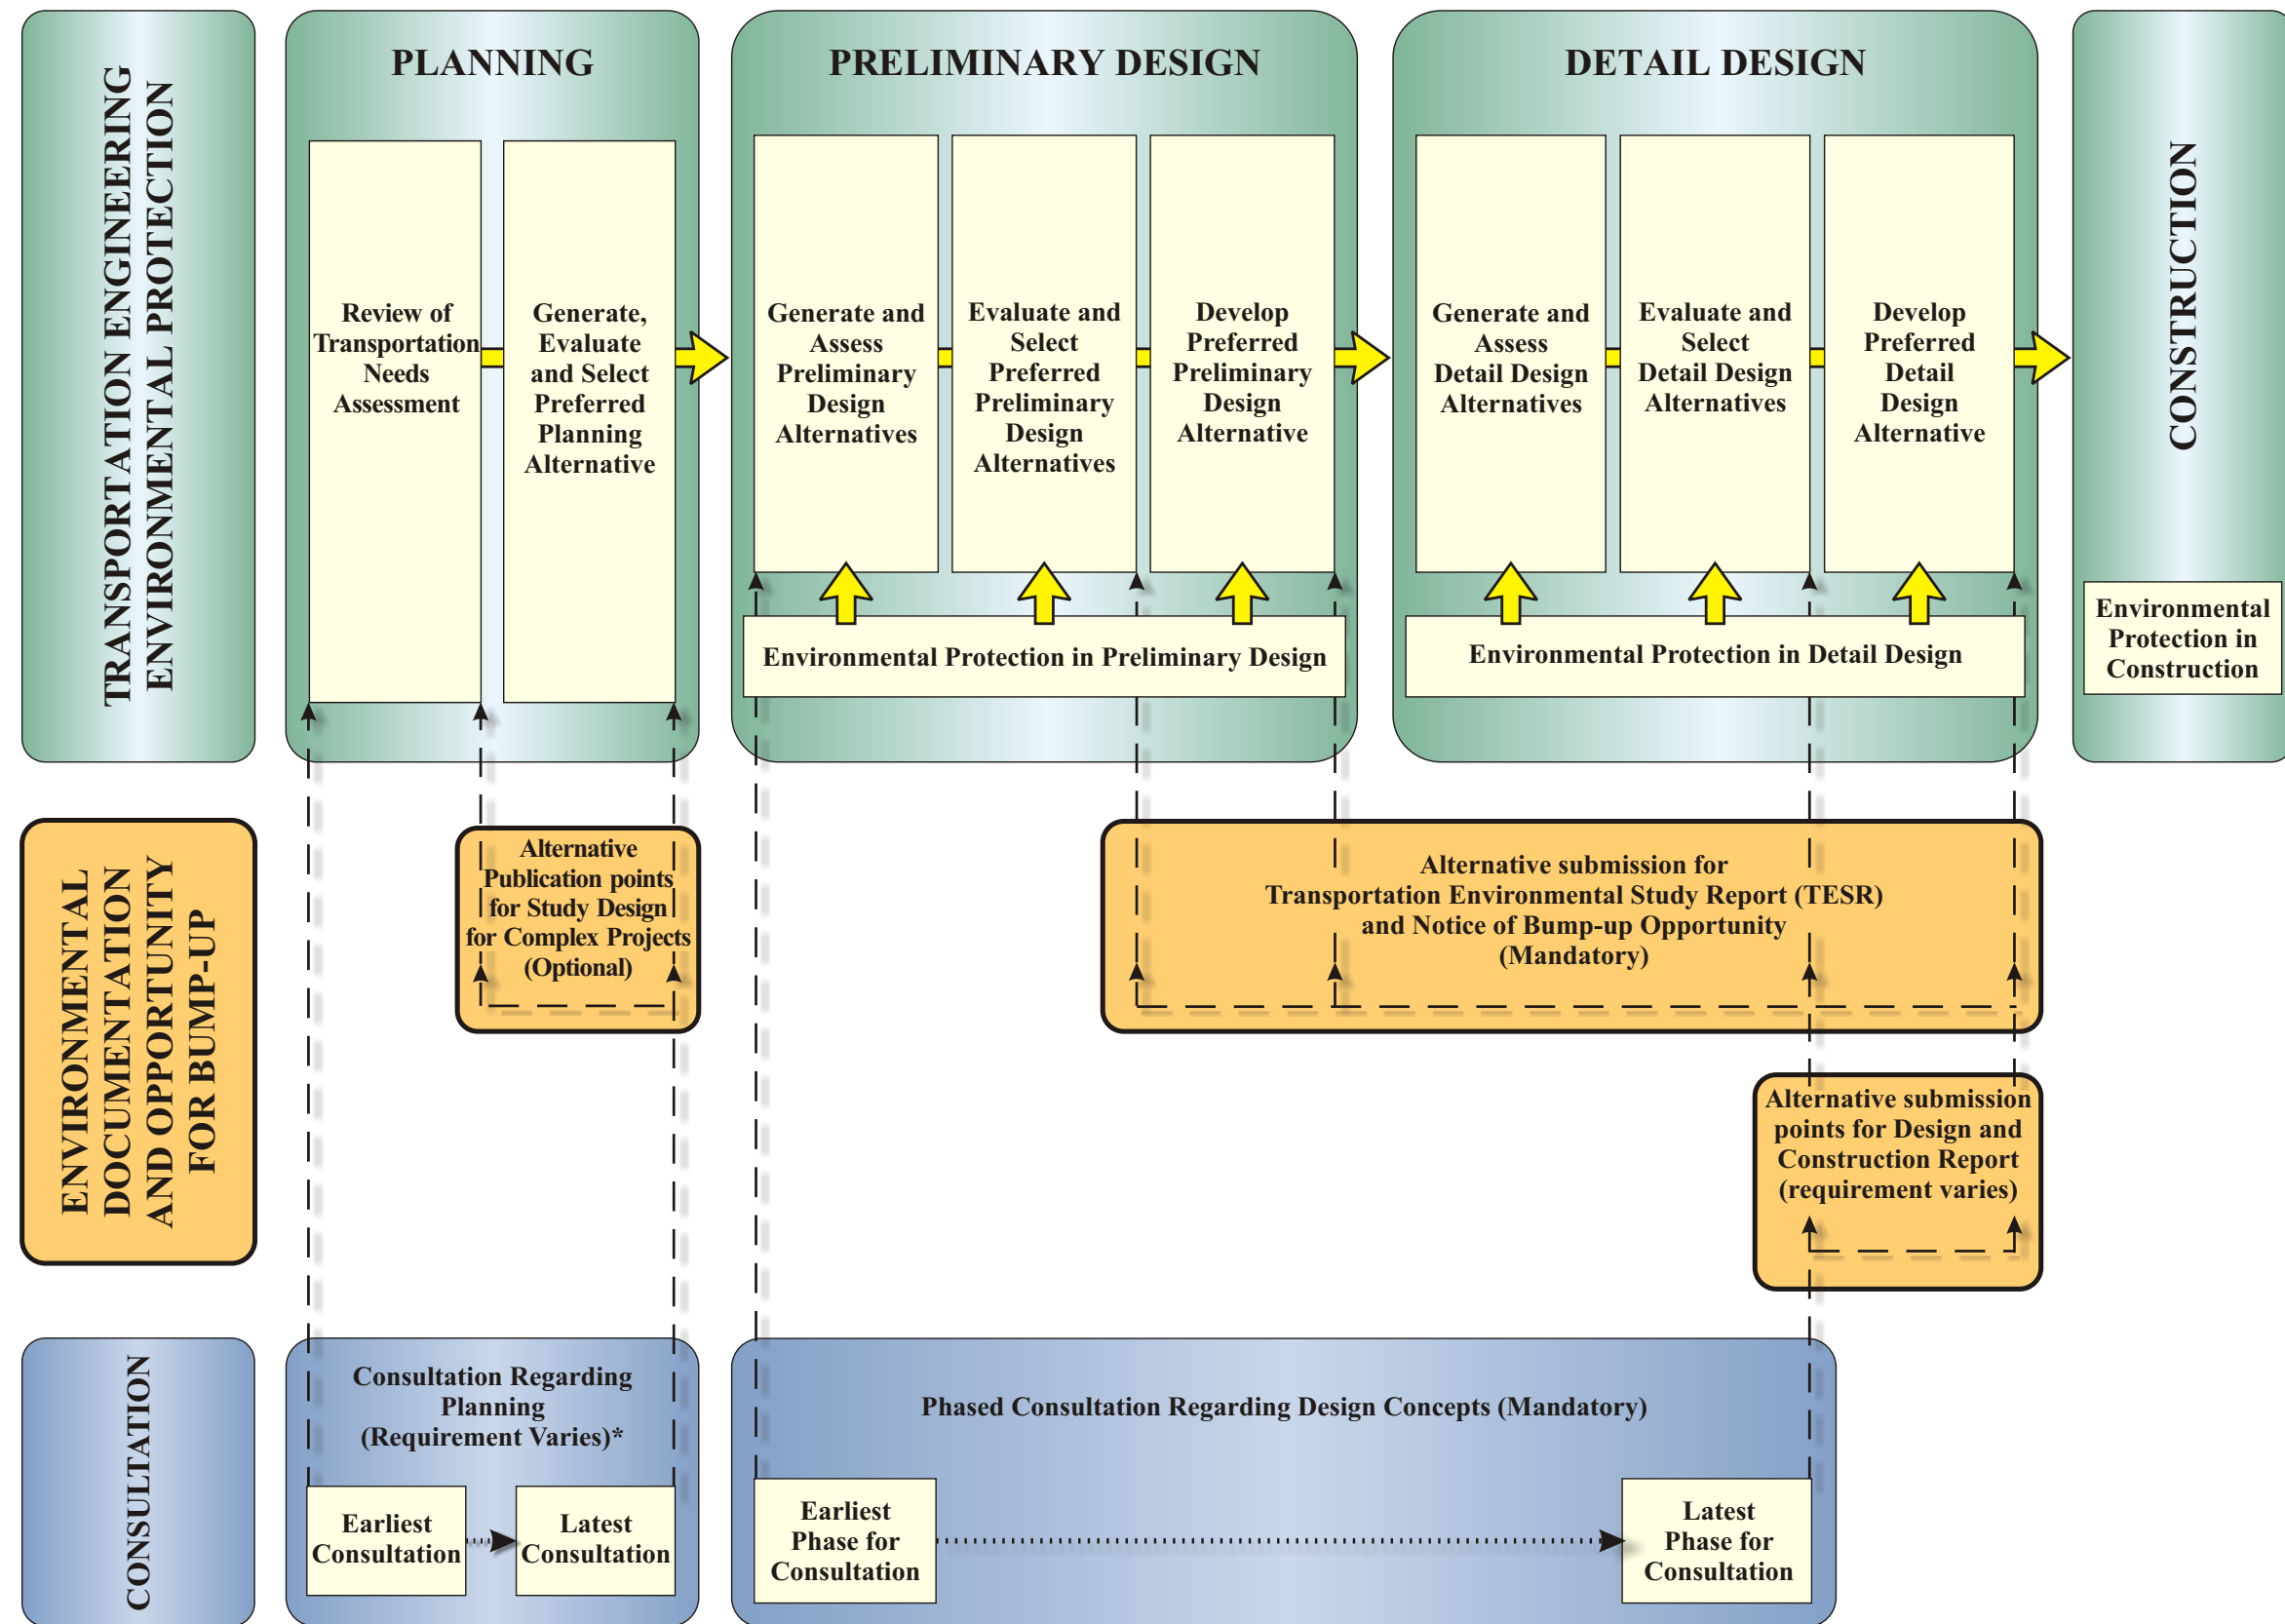 TRANSPORTATION ENGINEERING
ENVIRONMENTAL PROTECTION
PLANNING
Review of
Transportation
Needs
Assessment
Generate,
Evaluate
and Select
Preferred
Planning
Alternative
PRELIMINARY DESIGN
Generate and
Assess
Preliminary
Design
Alternatives
Evaluate and
Select
Preferred
Preliminary
Design
Alternatives
Develop
Preferred
Preliminary
Design
Alternative
Environmental Protection in Preliminary Design
DETAIL DESIGN
Generate and
Assess
Detail Design
Alternatives
Evaluate and
Select
Detail Design
Alternatives
Develop
Preferred
Detail
Design
Alternative
Environmental Protection in Detail Design
CONSTRUCTION
Environmental
Protection in
Construction
ENVIRONMENTAL
DOCUMENTATION
AND OPPORTUNITY
FOR BUMP-UP
Alternative
Publication points
for Study Design
for Complex Projects
(Optional)
Alternative submission for
Transportation Environmental Study Report (TESR)
and Notice of Bump-up Opportunity
(Mandatory)
Alternative submission
points for Design and
Construction Report
(requirement varies)
CONSULTATION
Consultation Regarding
Planning
(Requirement Varies)*
Earliest
Consultation
Latest
Consultation
Phased Consultation Regarding Design Concepts (Mandatory)
Earliest
Phase for
Consultation
Latest
Phase for
Consultation